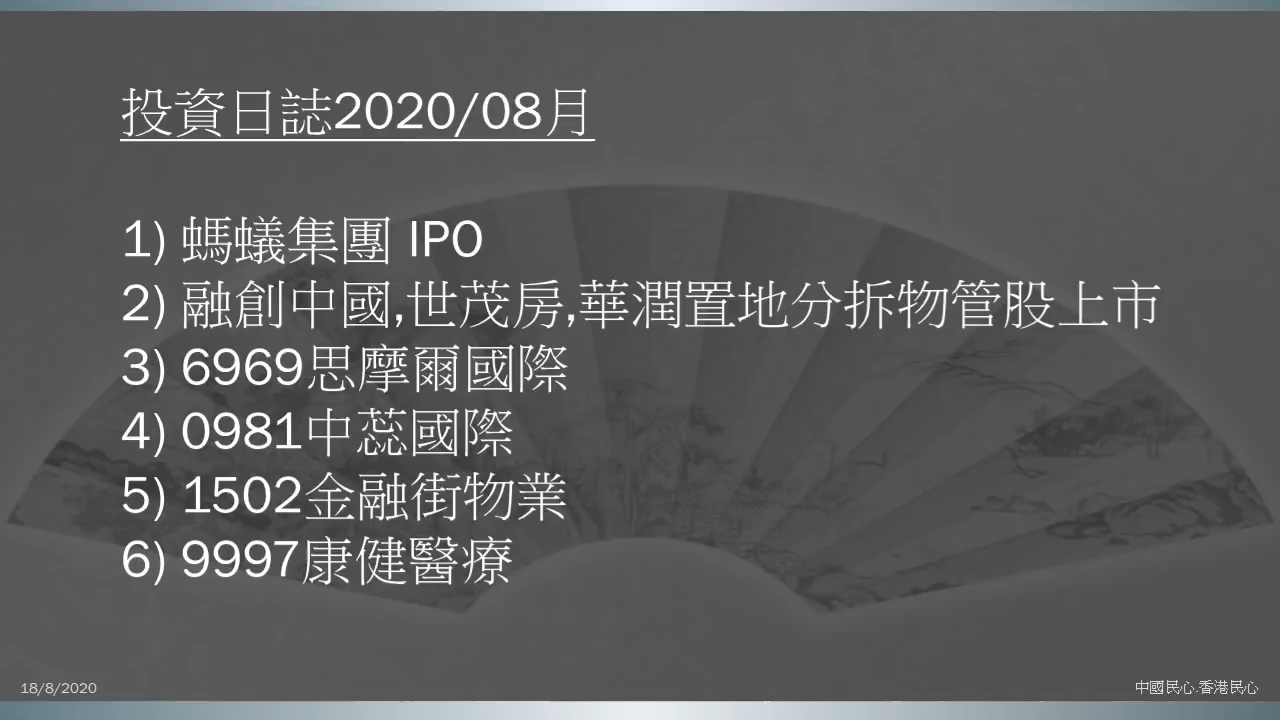 投資日誌2020/08月
1) 螞蟻集團 IPO
2) 融創中國,世茂房,華潤置地分拆物管股上市
3) 6969思摩爾國際
4) 0981中蕊國際
5) 1502金融街物業
6) 9997康健醫療
18/8/2020
中國民心.香港民心